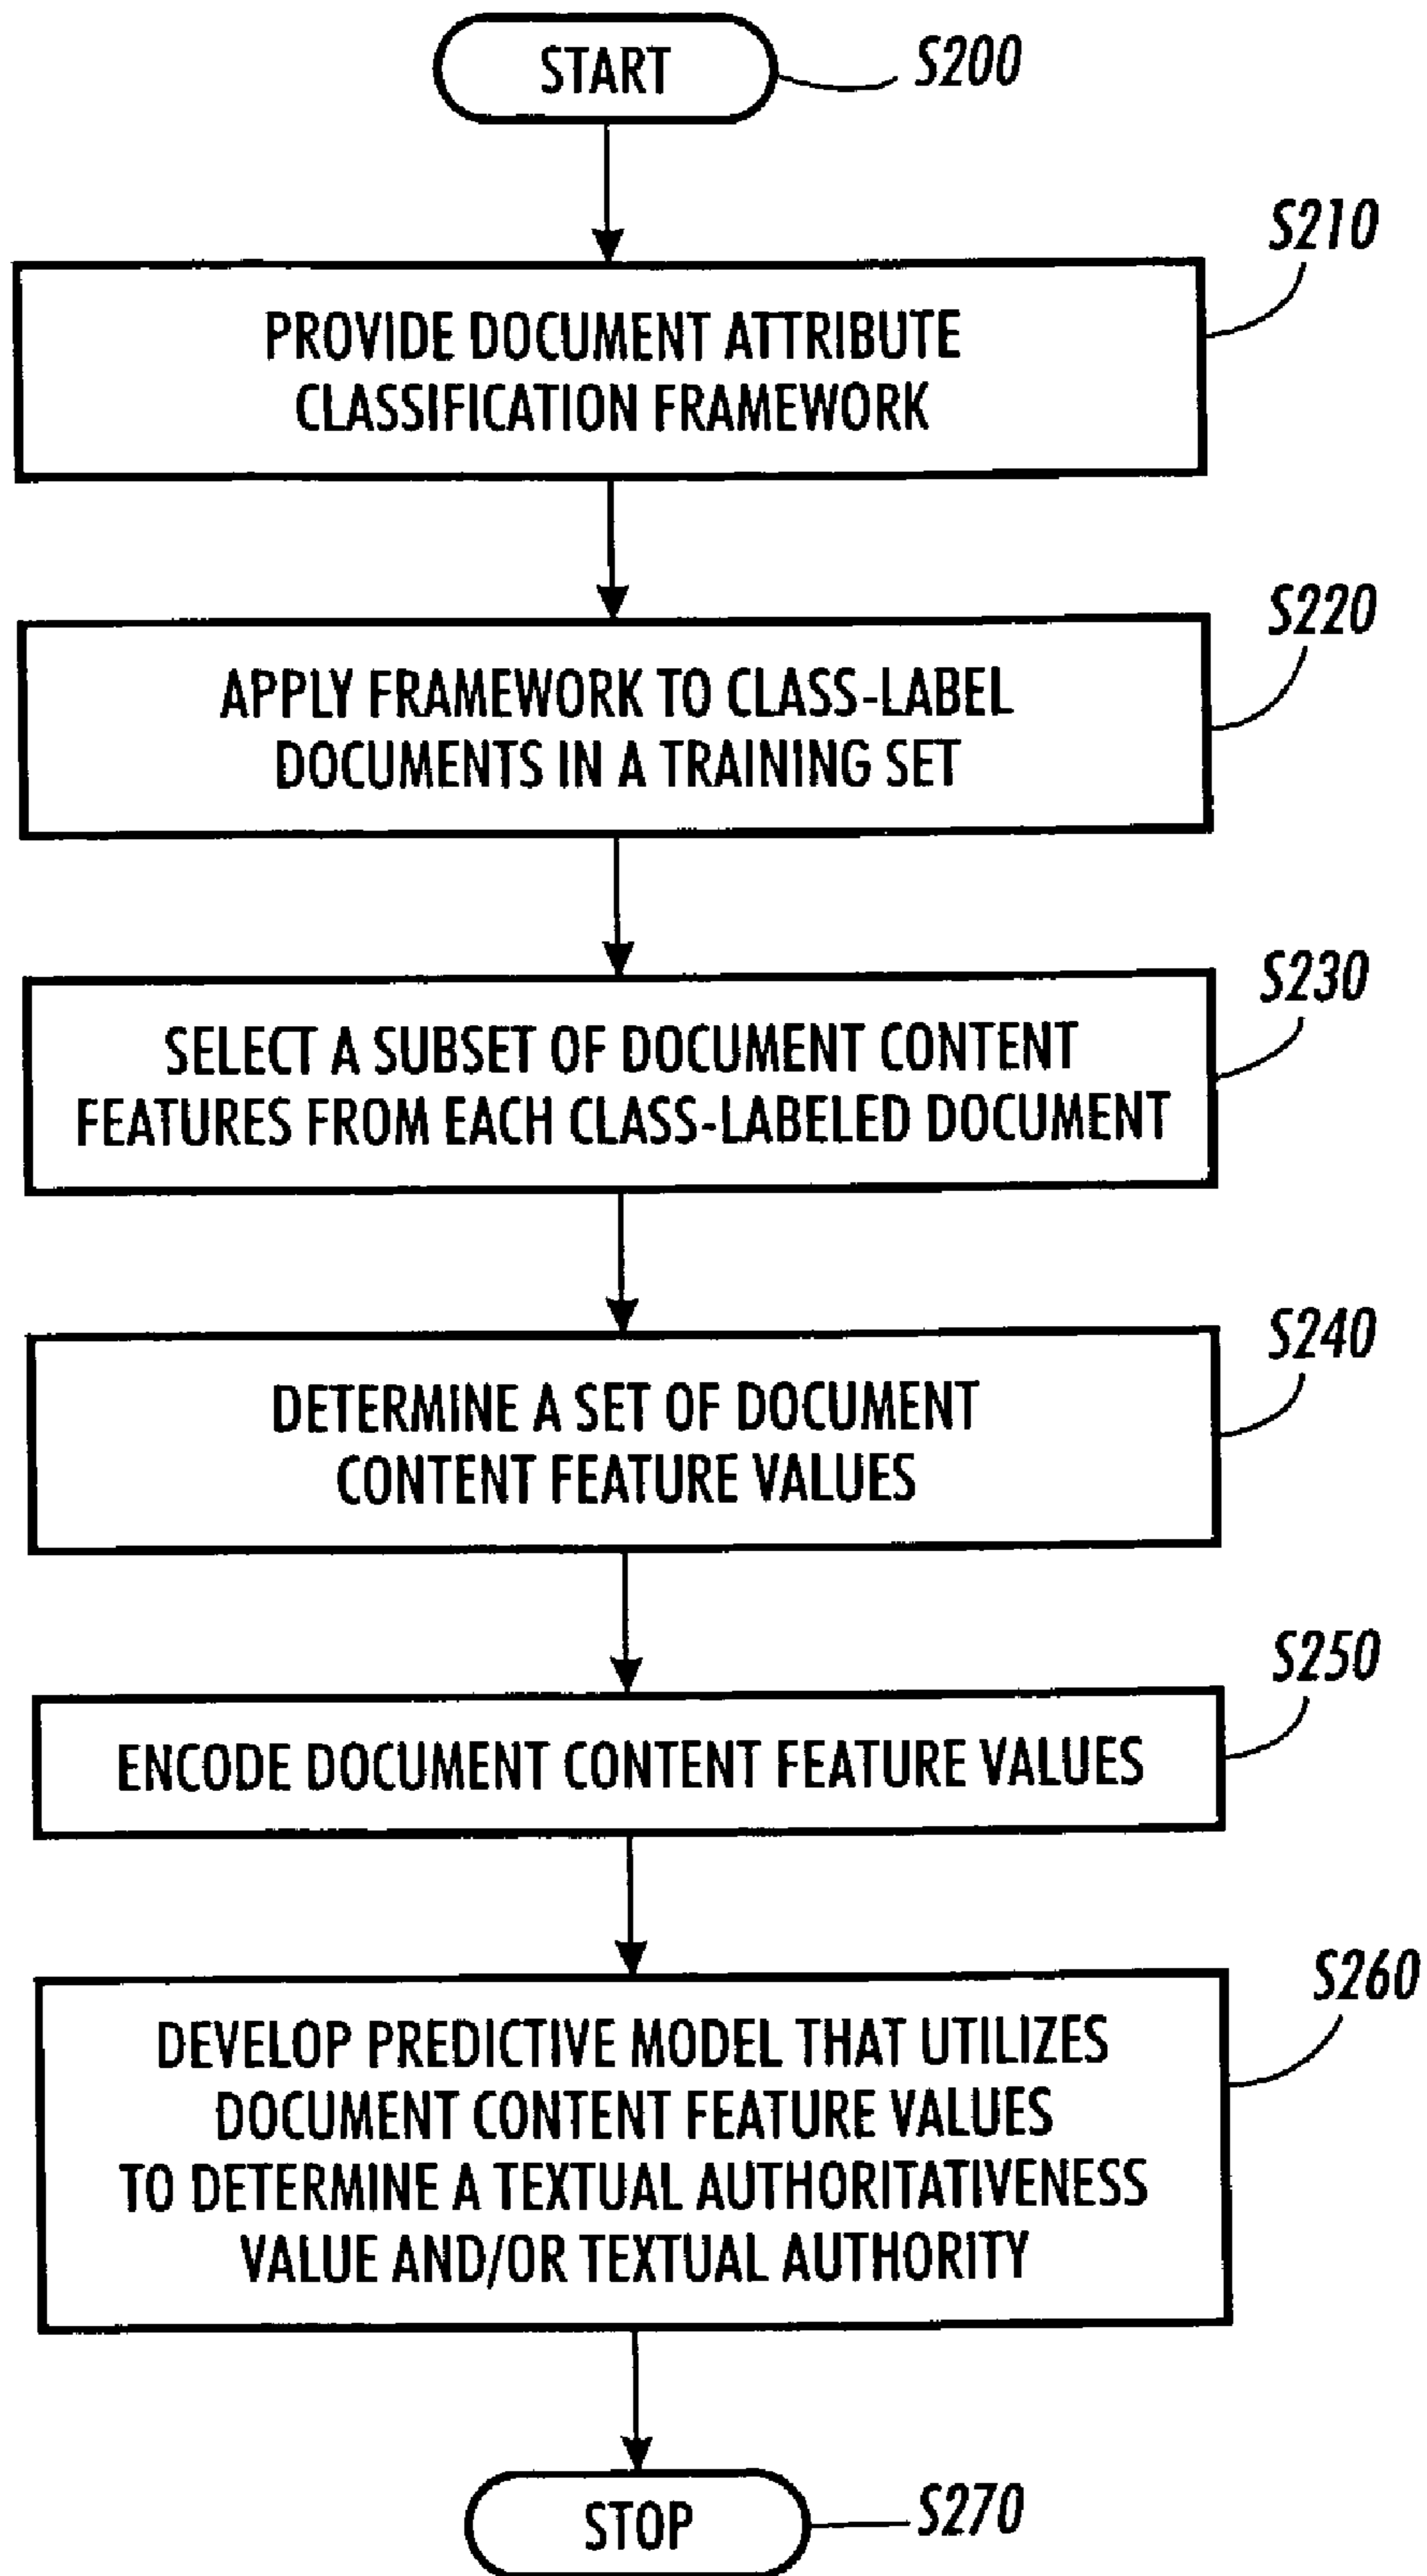 START
S200
S210
PROVIDE DOCUMENT ATTRIBUTE
CLASSIFICATION FRAMEWORK
S220
APPLY FRAMEWORK TO CLASS-LABEL
DOCUMENTS IN A TRAINING SET
S230
SELECT A SUBSET OF DOCUMENT CONTENT
FEATURES FROM EACH CLASS-LABELED DOCUMENT
S240
DETERMINE A SET OF DOCUMENT
CONTENT FEATURE VALUES
S250
ENCODE DOCUMENT CONTENT FEATURE VALUES
S260
DEVELOP PREDICTIVE MODEL THAT UTILIZES
DOCUMENT CONTENT FEATURE VALUES
TO DETERMINE A TEXTUAL AUTHORITATIVENESS
VALUE AND/OR TEXTUAL AUTHORITY
STOP
S270